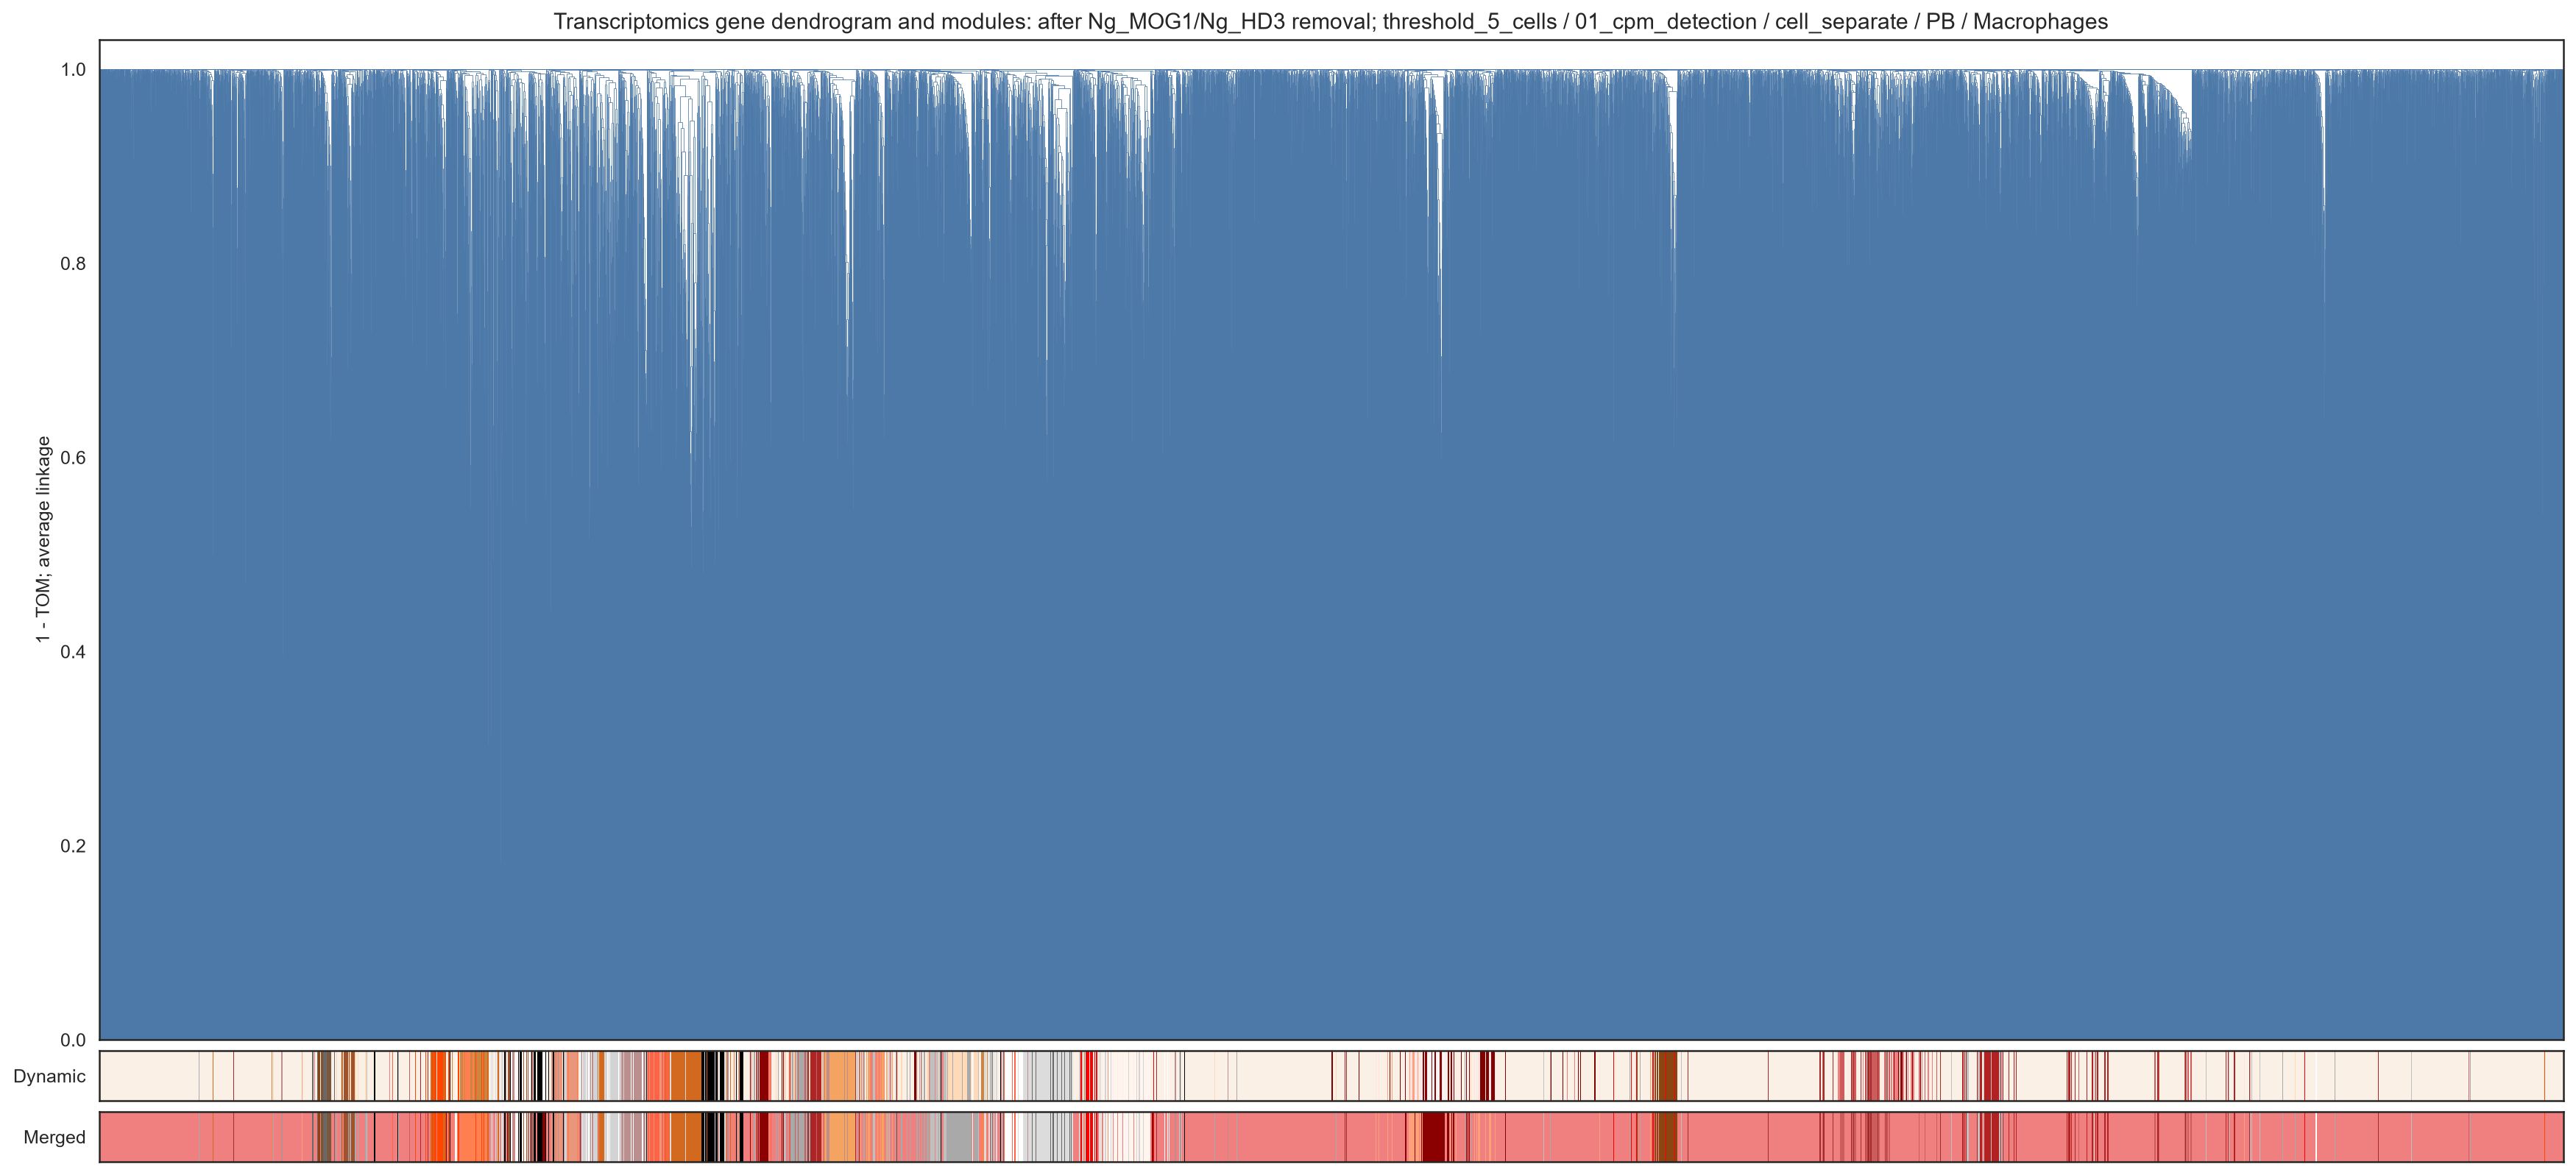 Transcriptomics gene dendrogram and modules: after Ng_MOG1/Ng_HD3 removal; threshold_5_cells / 01_cpm_detection / cell_separate / PB / Macrophages
1.0
0.8
0.6
0.4
0.2
0.0
1 - TOM; average linkage
Dynamic
Merged